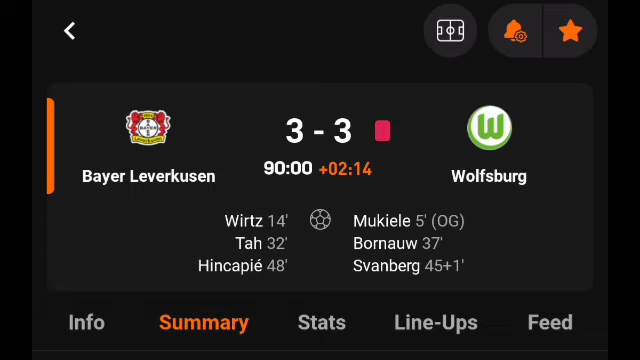 3 - 3
90:00 +02:14
Bayer Leverkusen
Wolfsburg
Wirtz 14' Mukiele 5' (OG)
Tah 32' Bornauw 37'
Hincapié 48' Svanberg 45+1'
Info Summary Stats Line-Ups Feed